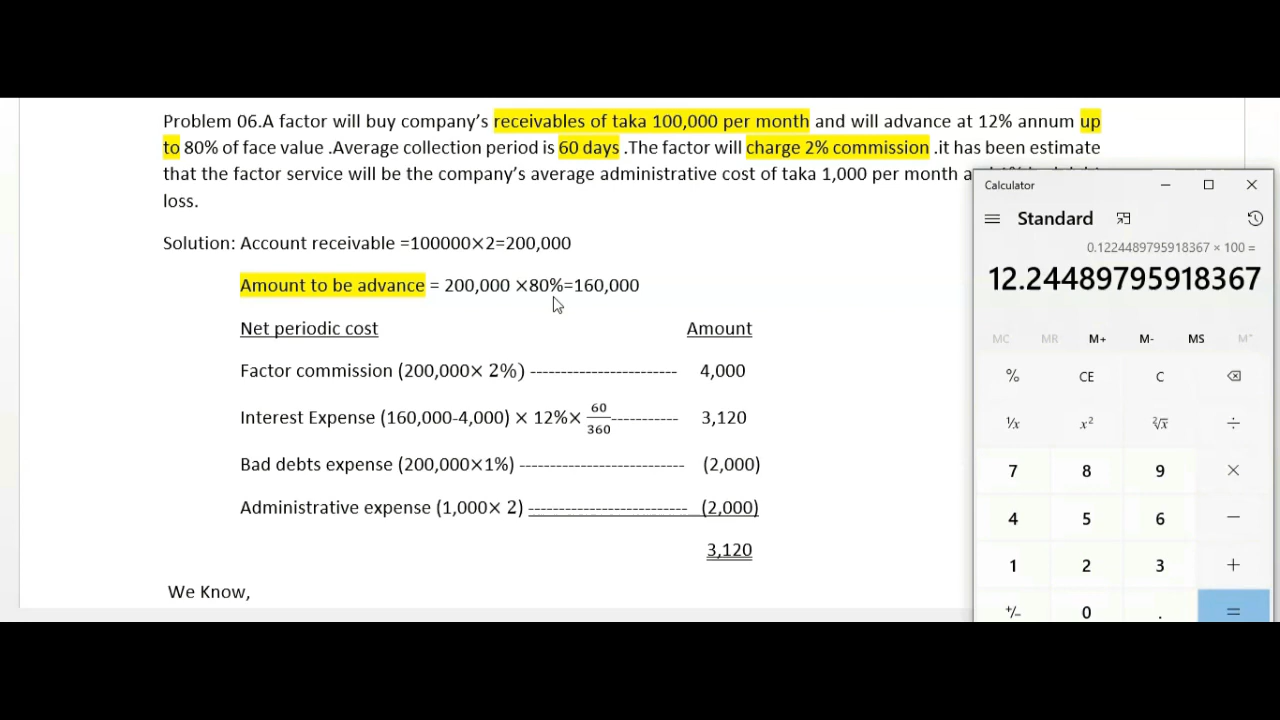 Problem 06.A factor will buy company's receivables of taka 100,000 per month and will advance at 12% annum up
to 80% of face value .Average collection period is 60 days .The factor will charge 2% commission .it has been estimate
that the factor service will be the company's average administrative cost of taka 1,000 per month
loss.
Solution: Account receivable =100000×2=200,000
Amount to be advance = 200,000 ×80%=160,000
Net periodic cost Amount
Factor commission (200,000× 2%) ------------------------ 4,000
Interest Expense (160,000-4,000) × 12%× 60/360 ----------- 3,120
Bad debts expense (200,000×1%) --------------------------- (2,000)
Administrative expense (1,000× 2) -------------------------- (2,000)
3,120
We Know,
Calculator
Standard
0.1224489795918367 × 100 =
12.24489795918367
MC MR M+ M- MS M˅
% CE C ⌫
¹/x x² ²√x ÷
7 8 9 ×
4 5 6 −
1 2 3 +
+/- 0 . =